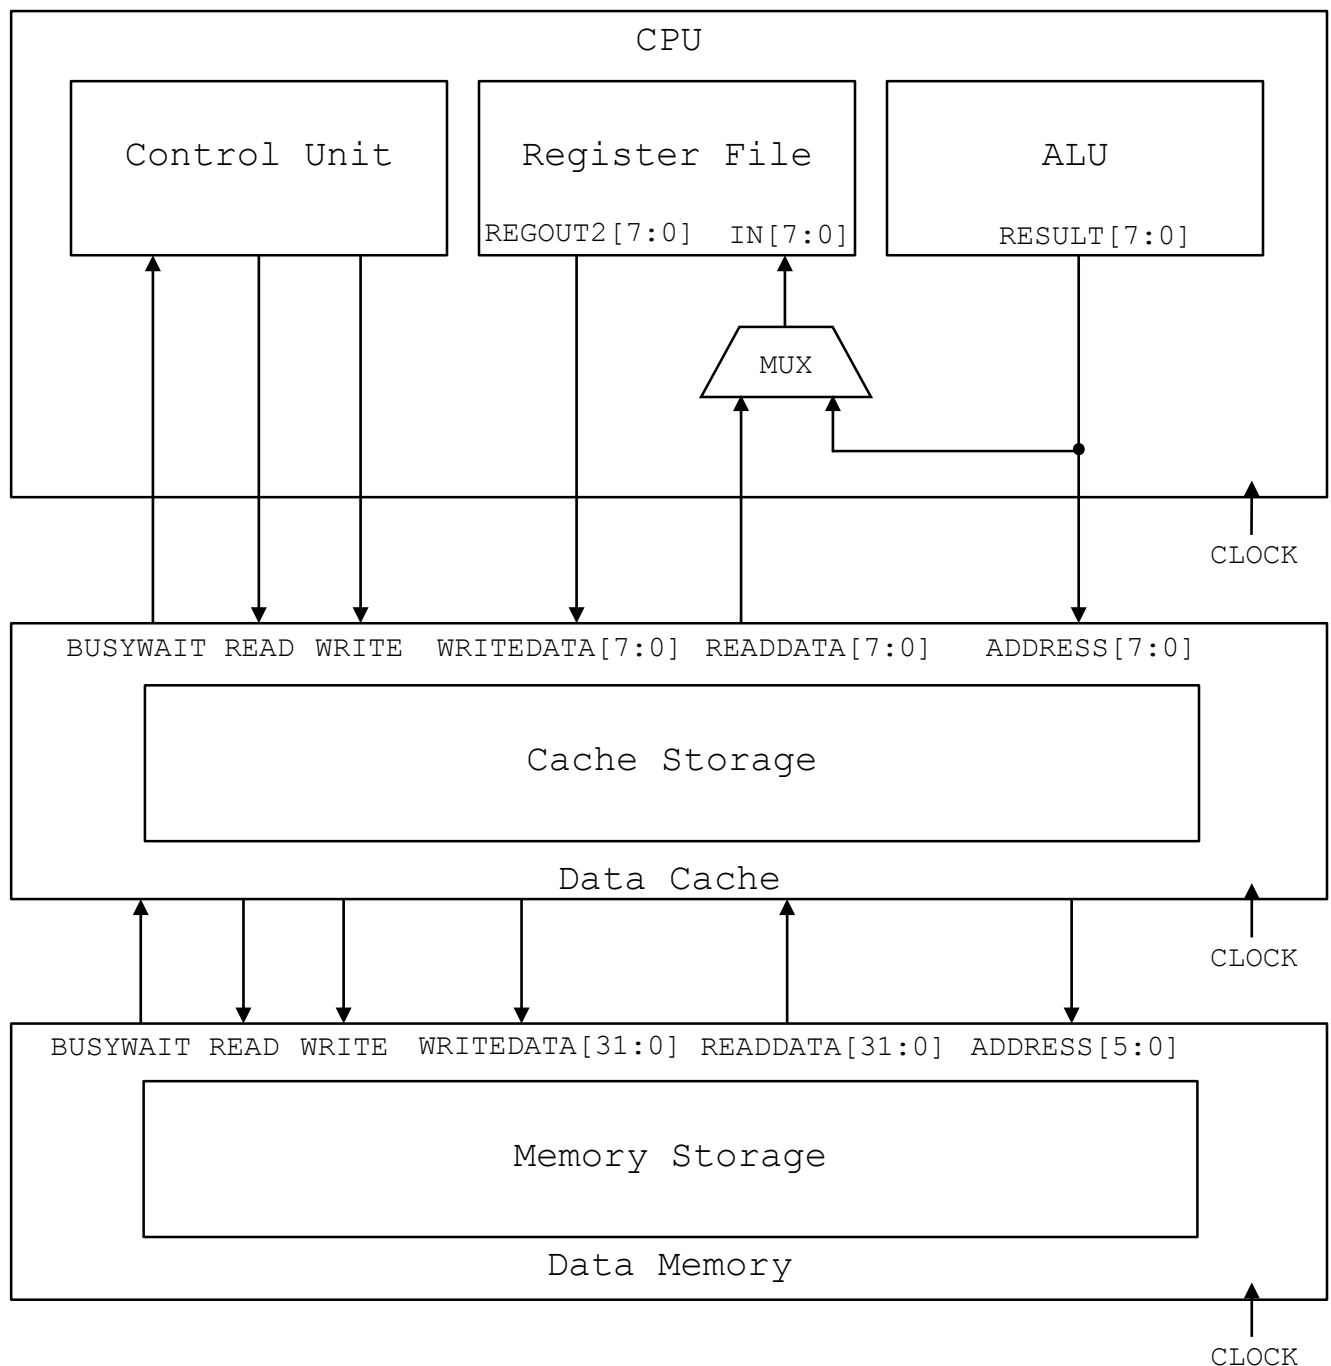 CPU
Control Unit
Register File
ALU
REGOUT2[7:0] IN[7:0]
RESULT[7:0]
MUX
CLOCK
BUSYWAIT READ WRITE WRITEDATA[7:0] READDATA[7:0] ADDRESS[7:0]
Cache Storage
Data Cache
CLOCK
BUSYWAIT READ WRITE WRITEDATA[31:0] READDATA[31:0] ADDRESS[5:0]
Memory Storage
Data Memory
CLOCK